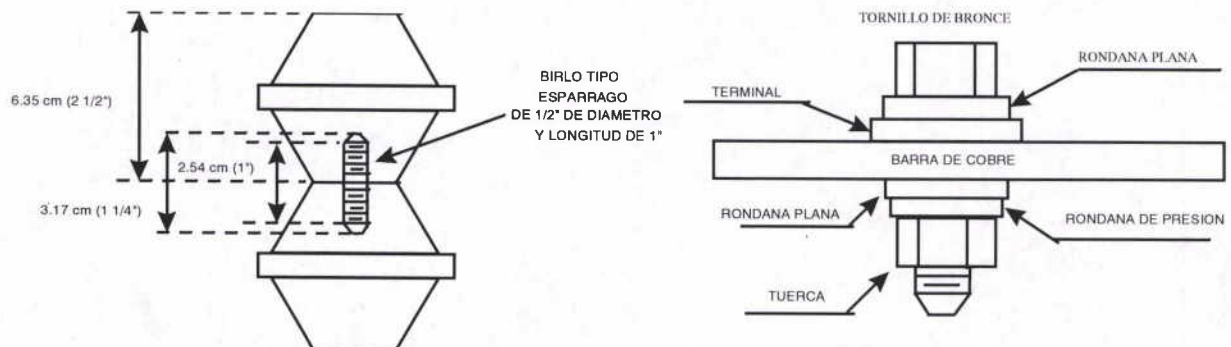 6.35 cm (2 1/2")
2.54 cm (1")
3.17 cm (1 1/4")
BIRLO TIPO
ESPARRAGO
DE 1/2" DE DIAMETRO
Y LONGITUD DE 1"
TORNILLO DE BRONCE
RONDANA PLANA
TERMINAL
BARRA DE COBRE
RONDANA PLANA
RONDANA DE PRESION
TUERCA